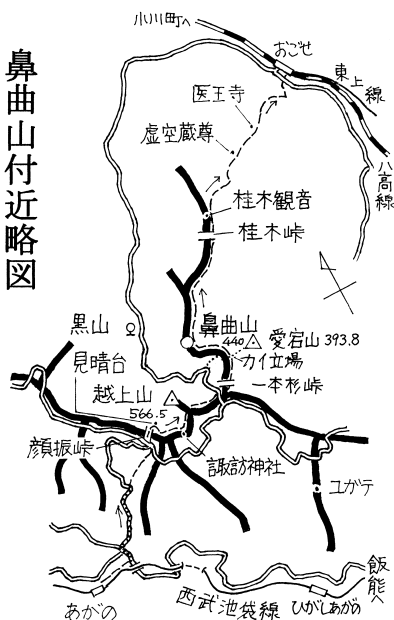 鼻曲山付近略図
小川町へ
おごせ
東上線
八高線
医王寺
虚空蔵尊
桂木観音
桂木峠
黒山
鼻曲山
440
愛宕山 393.8
カイ立場
一本杉峠
見晴台
越上山
566.5
顔振峠
諏訪神社
ユガテ
飯能へ
あがの
西武池袋線
ひがしあがの